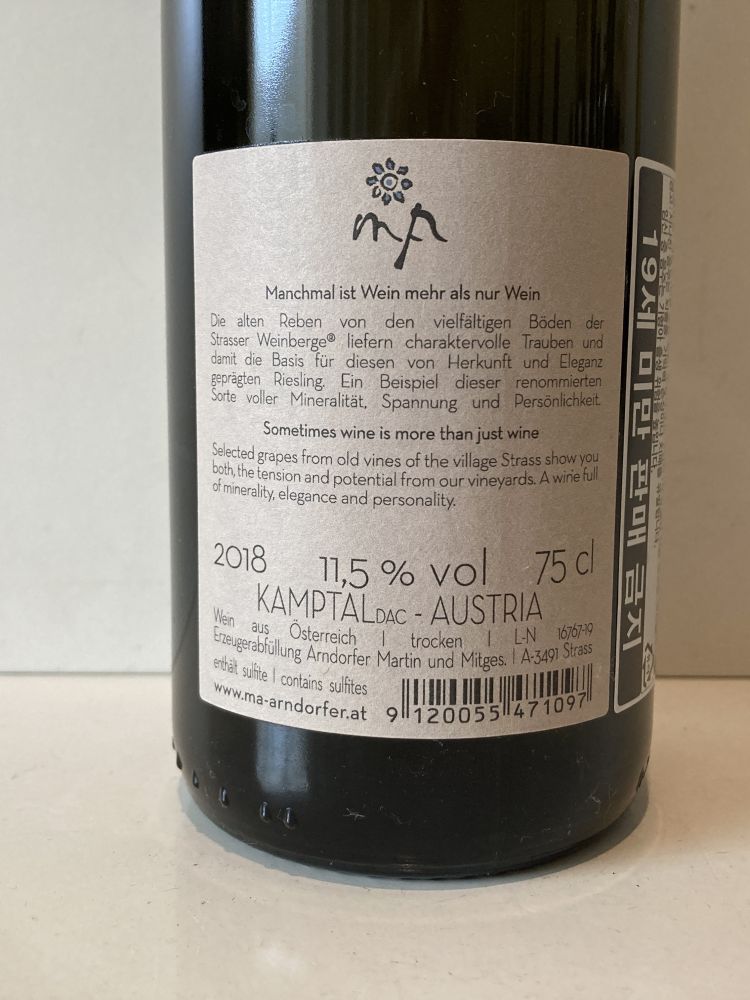 Manchmal ist Wein mehr als nur Wein
Die alten Reben von den vielfältigen Böden der
Strasser Weinberge® liefern charaktervolle Trauben und
damit die Basis für diesen von Herkunft und Eleganz
geprägten Riesling. Ein Beispiel dieser renommierten
Sorte voller Mineralität, Spannung und Persönlichkeit.
Sometimes wine is more than just wine
Selected grapes from old vines of the village Strass show you
both, the tension and potential from our vineyards. A wine full
of minerality, elegance and personality.
2018 11,5 % vol 75 cl
KAMPTAL DAC - AUSTRIA
Wein aus Österreich | trocken | L-N 16767-19
Erzeugerabfüllung Arndorfer Martin und Mitges. | A-3491 Strass
enthält sulfite | contains sulfites
www.ma-arndorfer.at
9 120055 471097
19세 미만 판매 금지